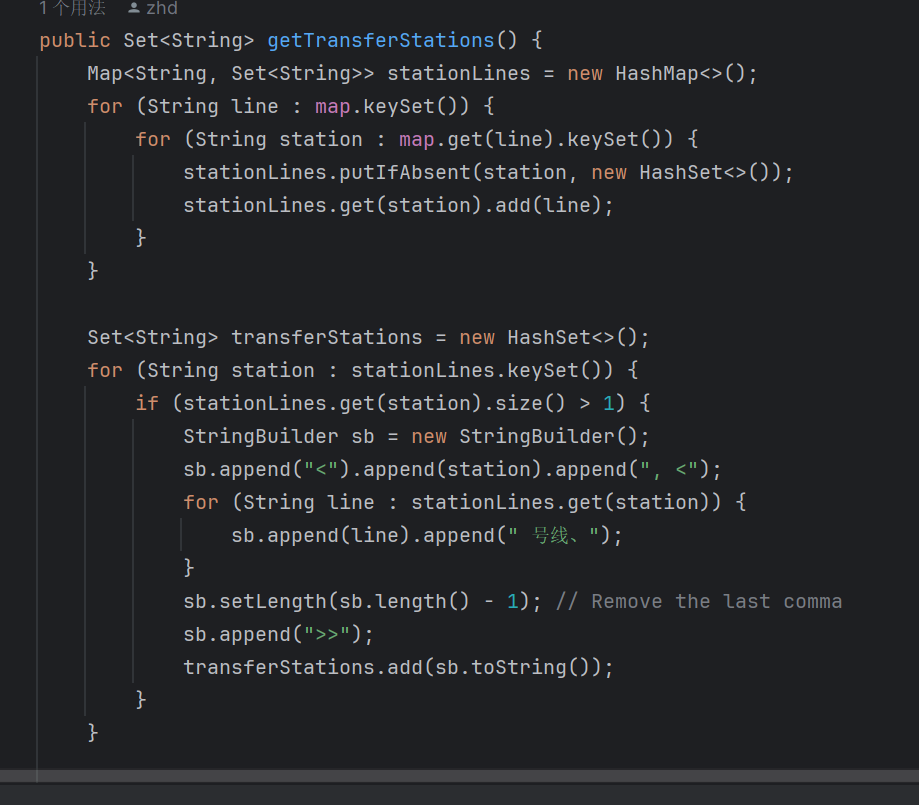 1 个用法 zhd
public Set<String> getTransferStations() {
Map<String, Set<String>> stationLines = new HashMap<>();
for (String line : map.keySet()) {
for (String station : map.get(line).keySet()) {
stationLines.putIfAbsent(station, new HashSet<>());
stationLines.get(station).add(line);
}
}
Set<String> transferStations = new HashSet<>();
for (String station : stationLines.keySet()) {
if (stationLines.get(station).size() > 1) {
StringBuilder sb = new StringBuilder();
sb.append("<").append(station).append(", <");
for (String line : stationLines.get(station)) {
sb.append(line).append(" 号线、");
}
sb.setLength(sb.length() - 1); // Remove the last comma
sb.append(">>");
transferStations.add(sb.toString());
}
}